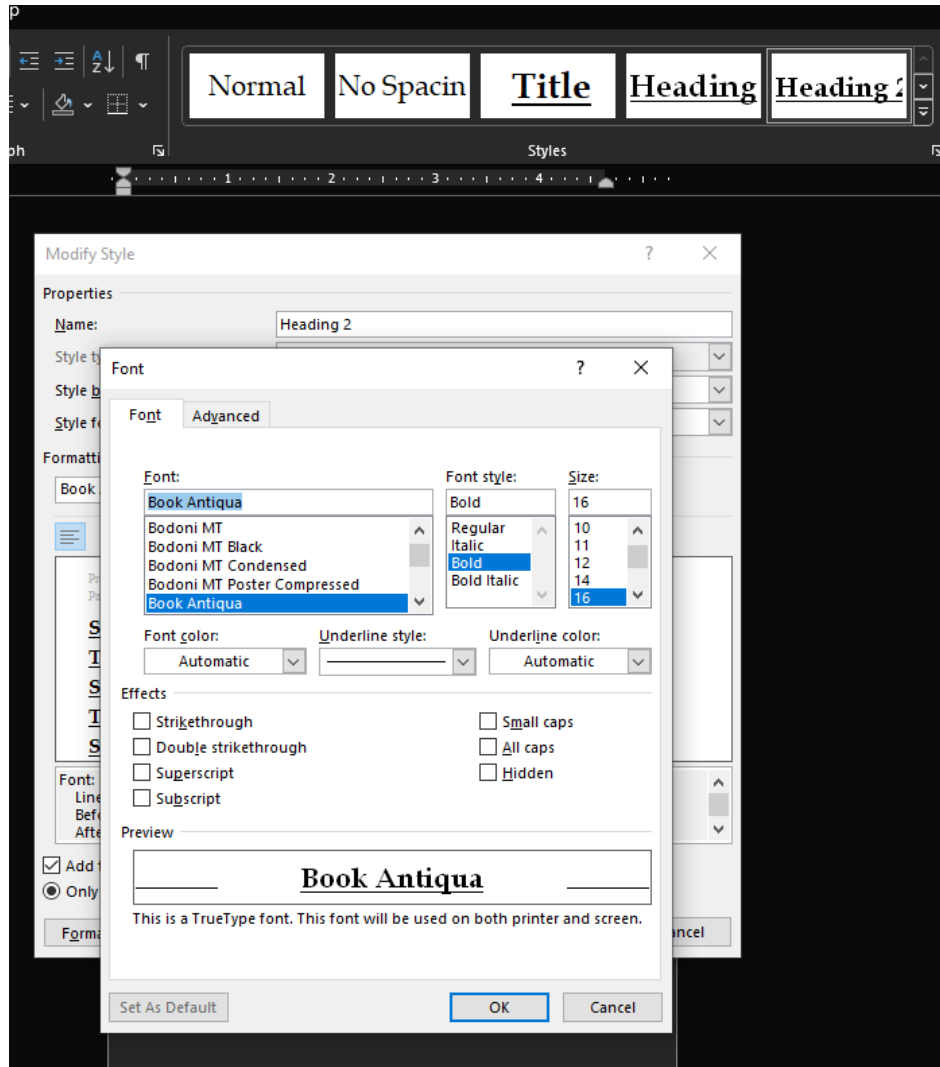 p
Normal No Spacin Title Heading Heading 2
ph Styles
1 2 3 4
Modify Style ?
Properties
Name: Heading 2
Style ty
Style b
Style fo
Formatti
Book
Font ?
Font Advanced
Font: Font style: Size:
Book Antiqua Bold 16
Bodoni MT Regular 10
Bodoni MT Black Italic 11
Bodoni MT Condensed Bold 12
Bodoni MT Poster Compressed Bold Italic 14
Book Antiqua 16
Font color: Underline style: Underline color:
Automatic Automatic
Effects
Strikethrough Small caps
Double strikethrough All caps
Superscript Hidden
Subscript
Preview
Book Antiqua
This is a TrueType font. This font will be used on both printer and screen.
Set As Default OK Cancel
S
T
S
T
S
Font:
Line
Befo
Afte
Add t
Only
Forma ancel